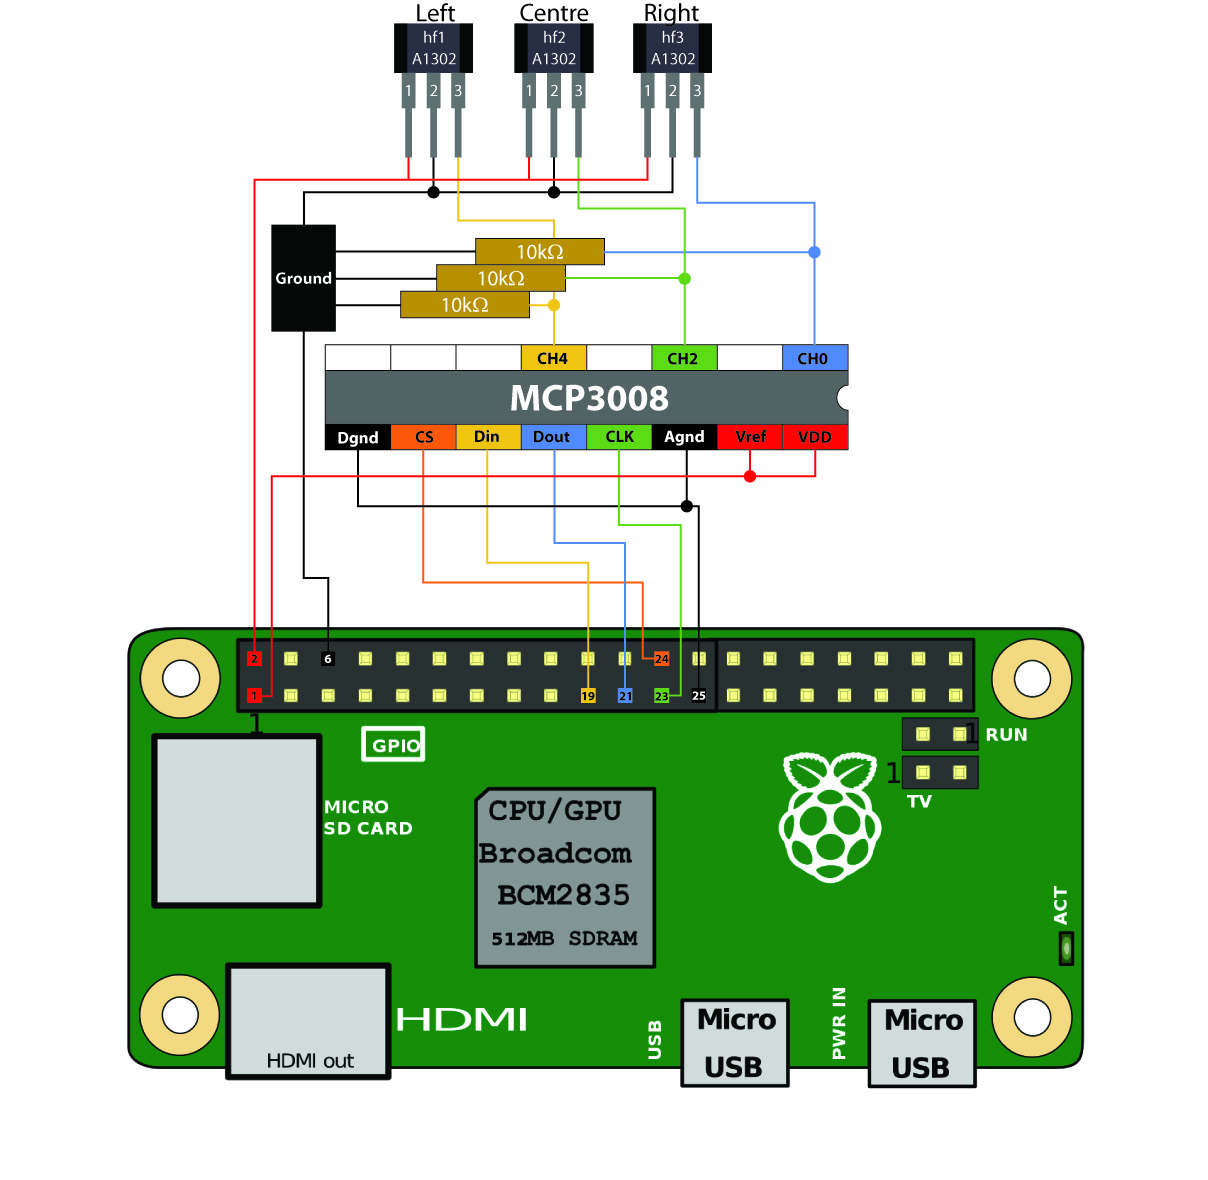 Left Centre Right
hf1 hf2 hf3
A1302 A1302 A1302
1 2 3 1 2 3 1 2 3
10kΩ
Ground 10kΩ
10kΩ
CH4 CH2 CH0
MCP3008
Dgnd CS Din Dout CLK Agnd Vref VDD
2 6 24
1 19 21 23 25
1
GPIO
1 RUN
1
TV
MICRO
SD CARD
CPU/GPU
Broadcom
BCM2835
512MB SDRAM
ACT
HDMI
HDMI out
USB
Micro
USB
PWR IN
Micro
USB